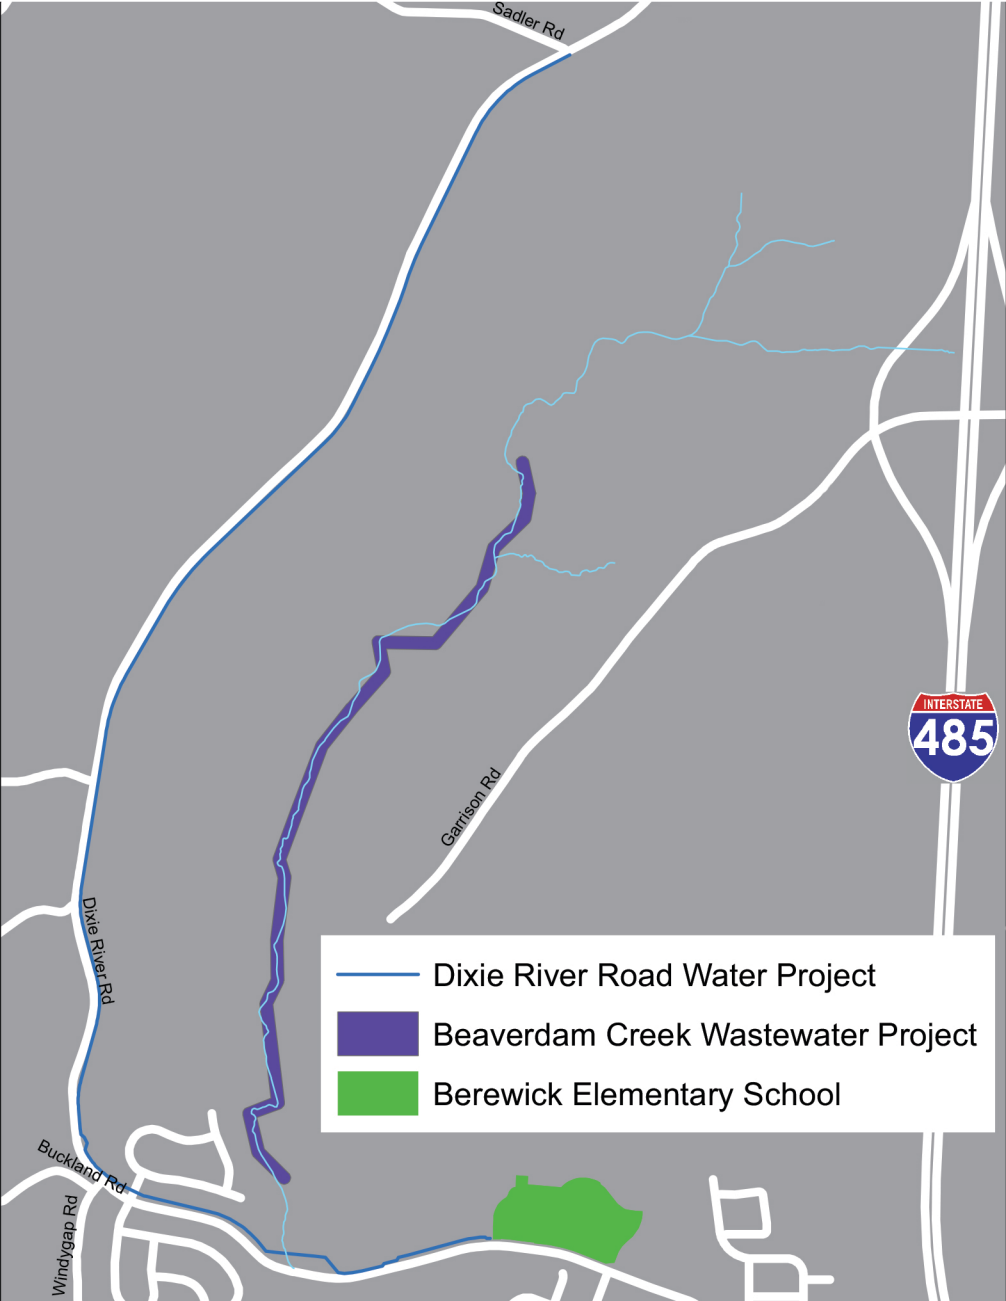 Sadler Rd
INTERSTATE
485
Garrison Rd
Dixie River Rd
Dixie River Road Water Project
Beaverdam Creek Wastewater Project
Berewick Elementary School
Buckland Rd
Windygap Rd